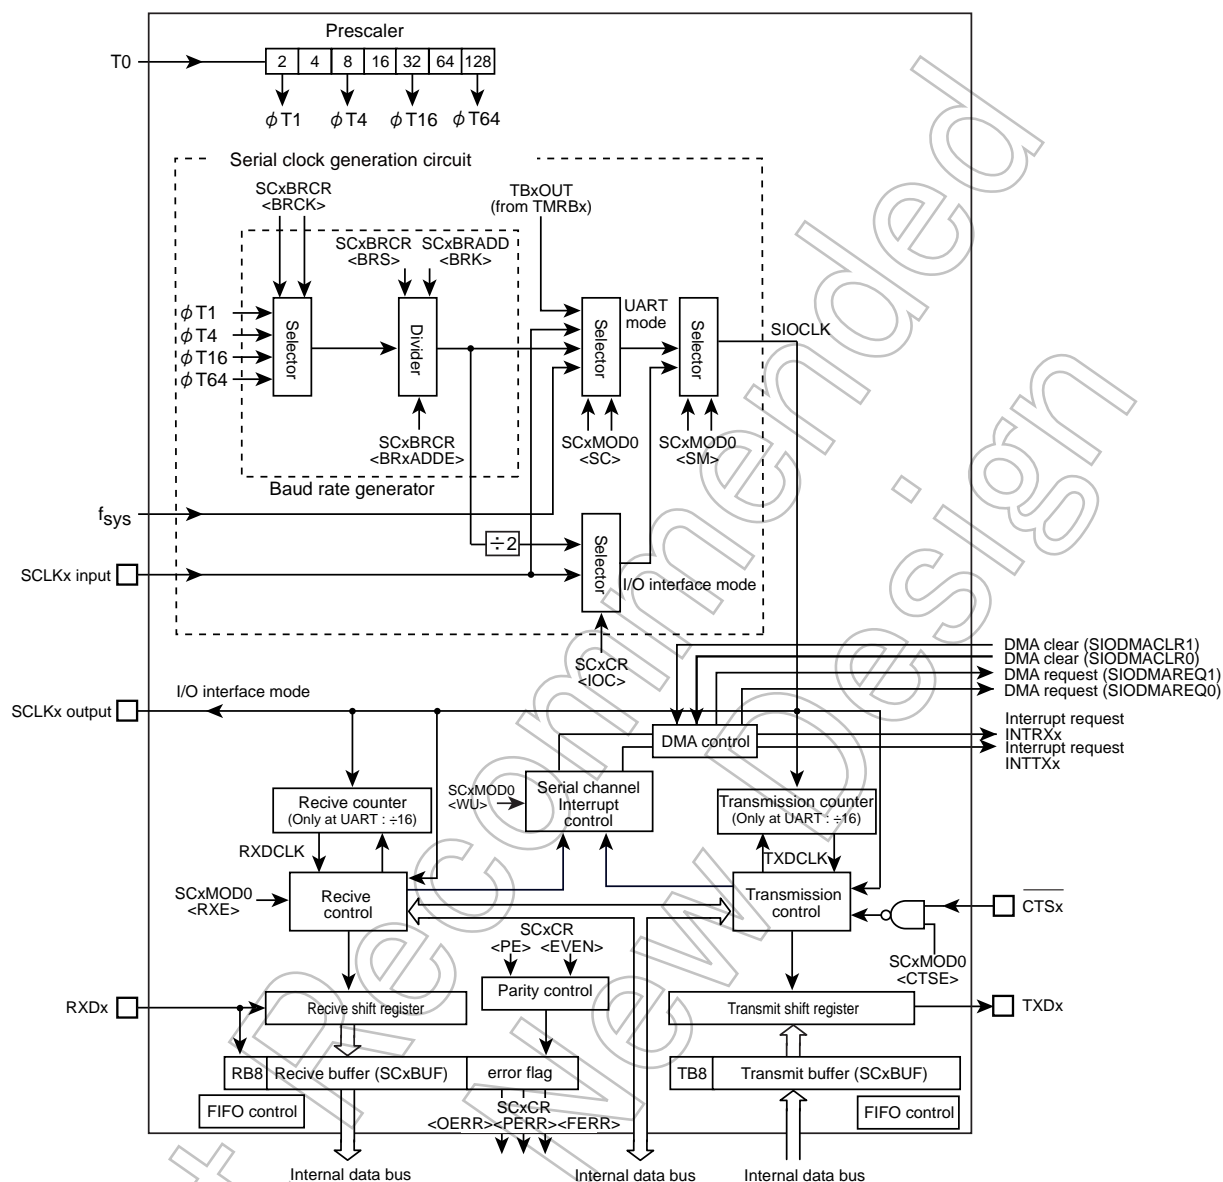 Prescaler
T0
2 4 8 16 32 64 128
ϕT1 ϕT4 ϕT16 ϕT64
Serial clock generation circuit
SCxBRCR
<BRCK>
TBxOUT
(from TMRBx)
SCxBRCR
<BRS>
SCxBRADD
<BRK>
ϕT1
ϕT4
ϕT16
ϕT64
Selector
Divider
Selector
UART
mode
Selector
SIOCLK
SCxBRCR
<BRxADDE>
SCxMOD0
<SC>
SCxMOD0
<SM>
Baud rate generator
fsys
÷2
Selector
SCLKx input
I/O interface mode
SCxCR
<IOC>
DMA clear (SIODMACLR1)
DMA clear (SIODMACLR0)
DMA request (SIODMAREQ1)
DMA request (SIODMAREQ0)
I/O interface mode
SCLKx output
DMA control
Interrupt request
INTRXx
Interrupt request
INTTXx
Recive counter
(Only at UART : ÷16)
SCxMOD0
<WU>
Serial channel
Interrupt
control
Transmission counter
(Only at UART : ÷16)
RXDCLK
TXDCLK
SCxMOD0
<RXE>
Recive
control
Transmission
control
CTSx
SCxMOD0
<CTSE>
SCxCR
<PE> <EVEN>
Parity control
RXDx
Recive shift register
Transmit shift register
TXDx
RB8 Recive buffer (SCxBUF) error flag
TB8 Transmit buffer (SCxBUF)
FIFO control
SCxCR
<OERR><PERR><FERR>
FIFO control
Internal data bus
Internal data bus
Internal data bus
Not Recommended
New Design